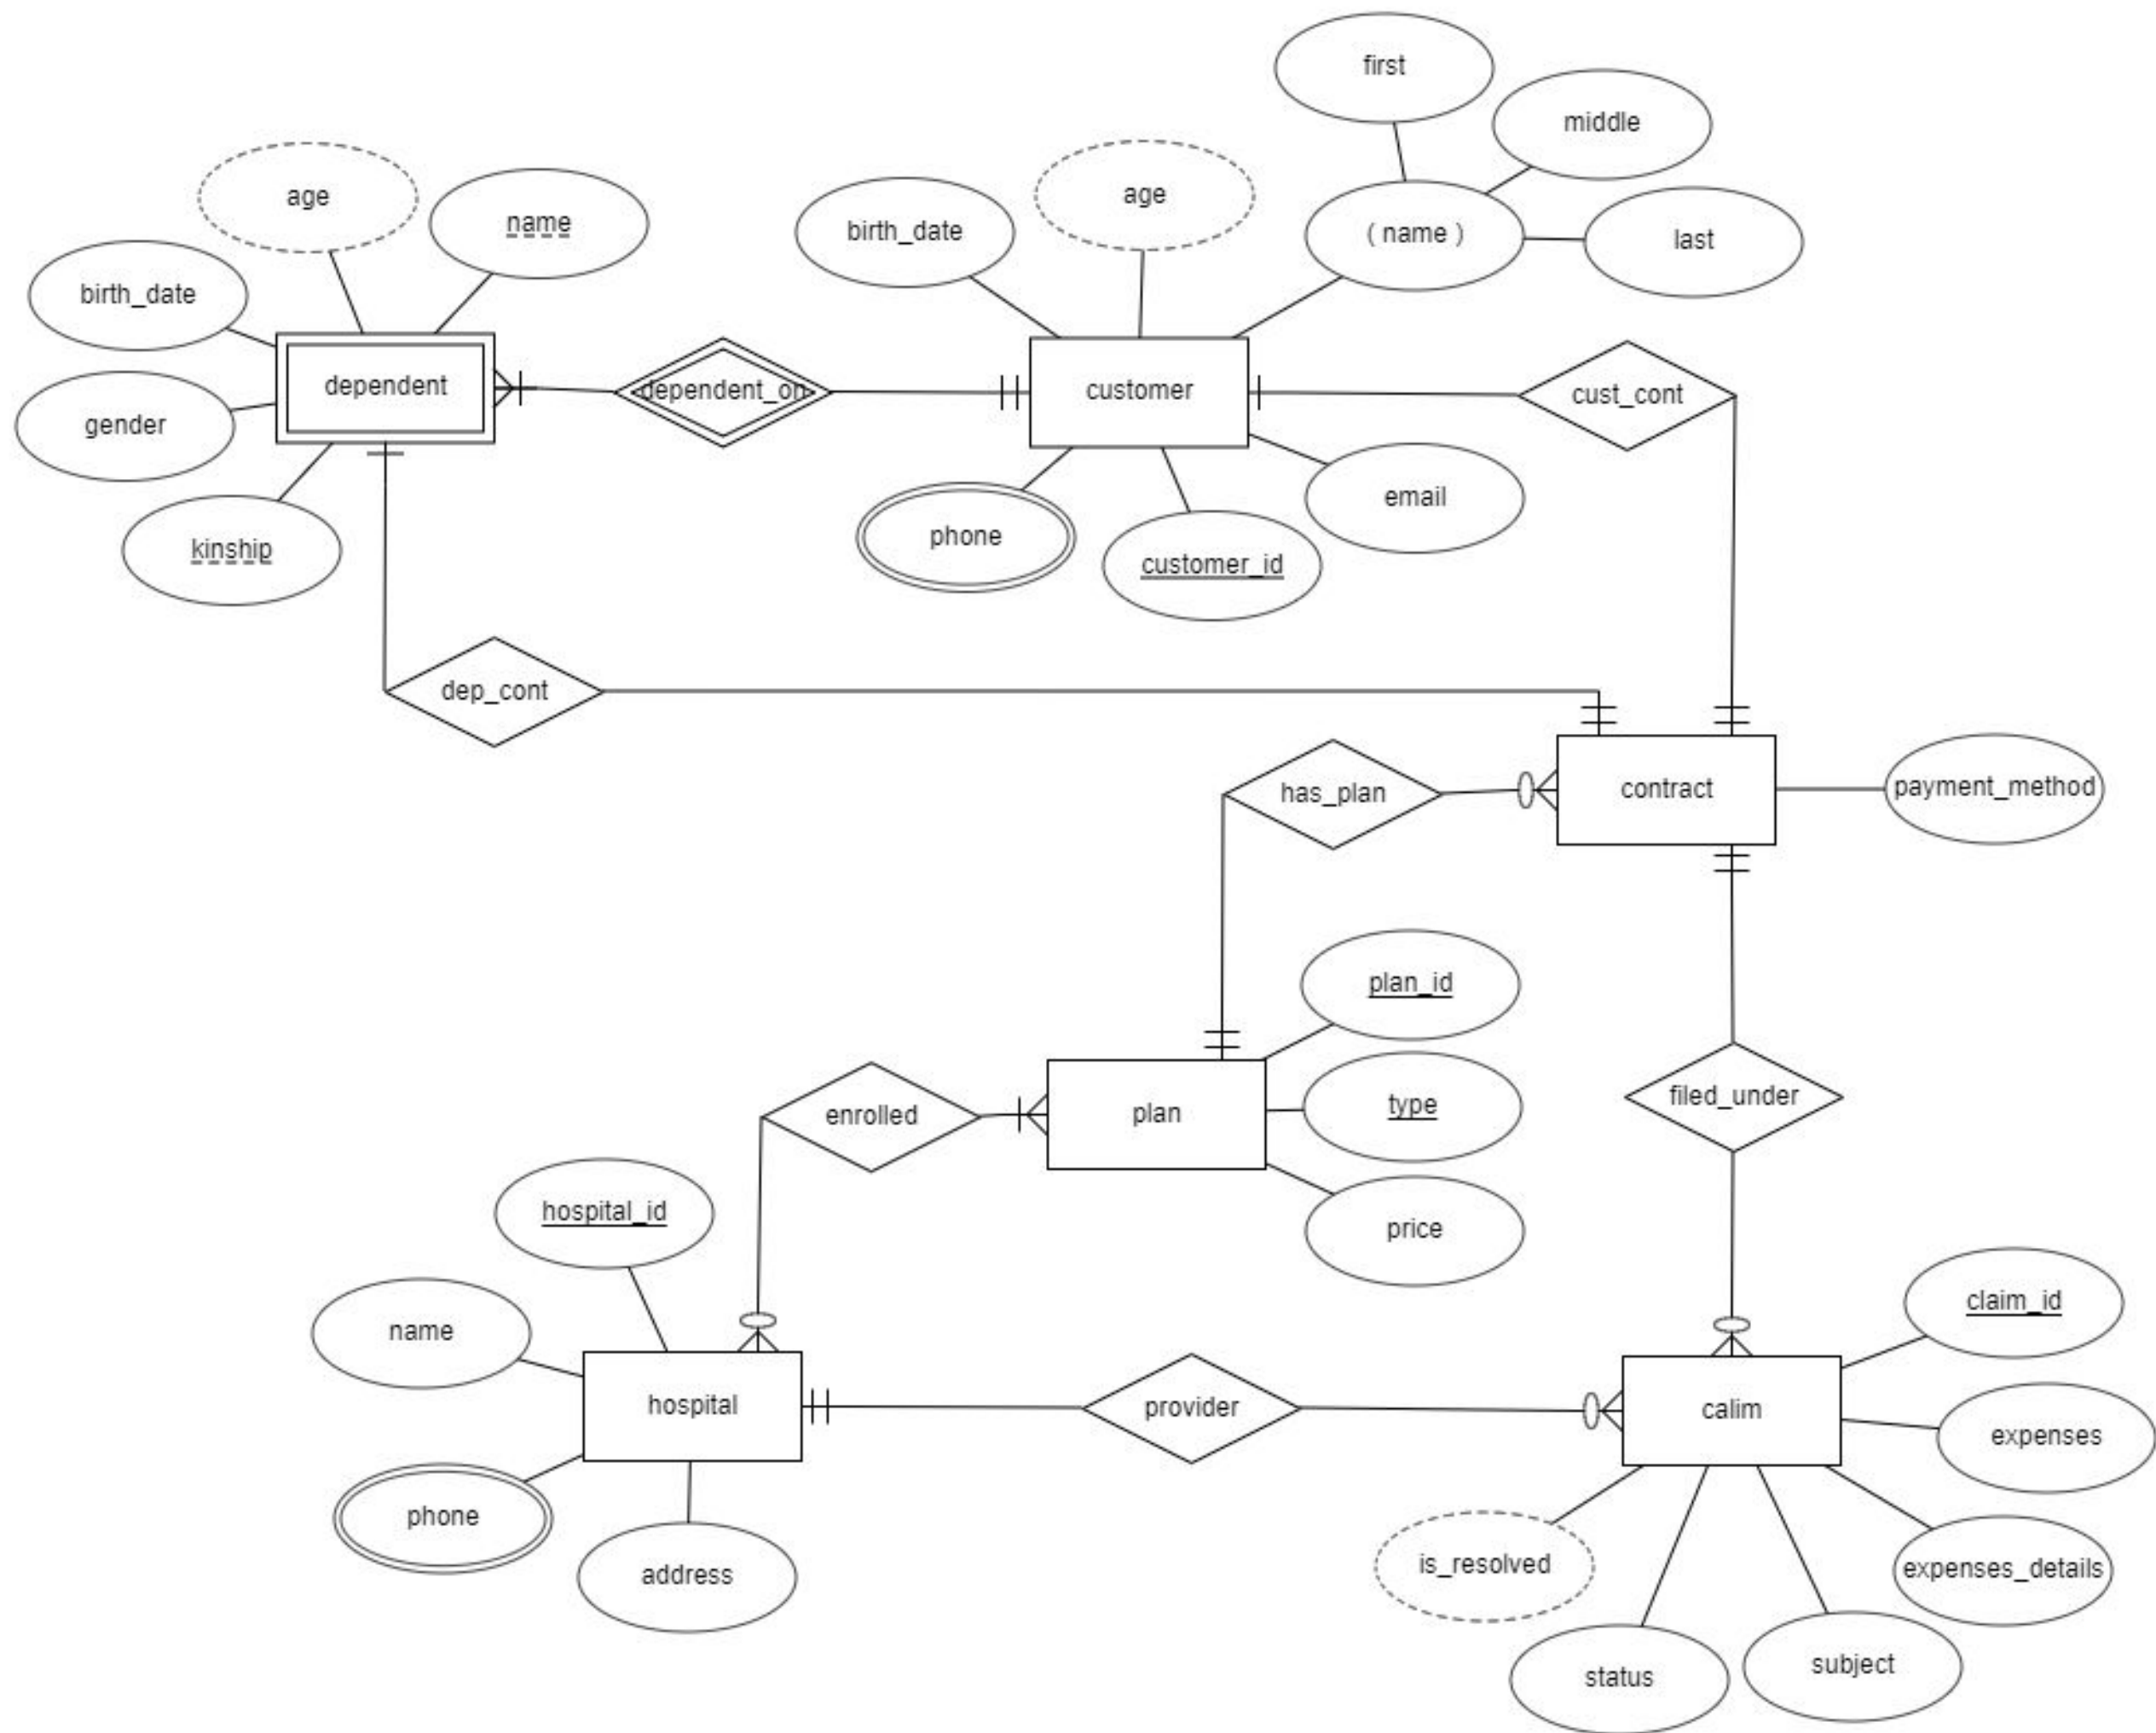 first
middle
age
name
birth_date
age
( name )
last
birth_date
dependent
dependent_on
customer
cust_cont
gender
kinship
phone
customer_id
email
dep_cont
has_plan
contract
payment_method
plan_id
enrolled
plan
type
filed_under
hospital_id
price
name
claim_id
hospital
provider
calim
expenses
phone
address
is_resolved
expenses_details
status
subject